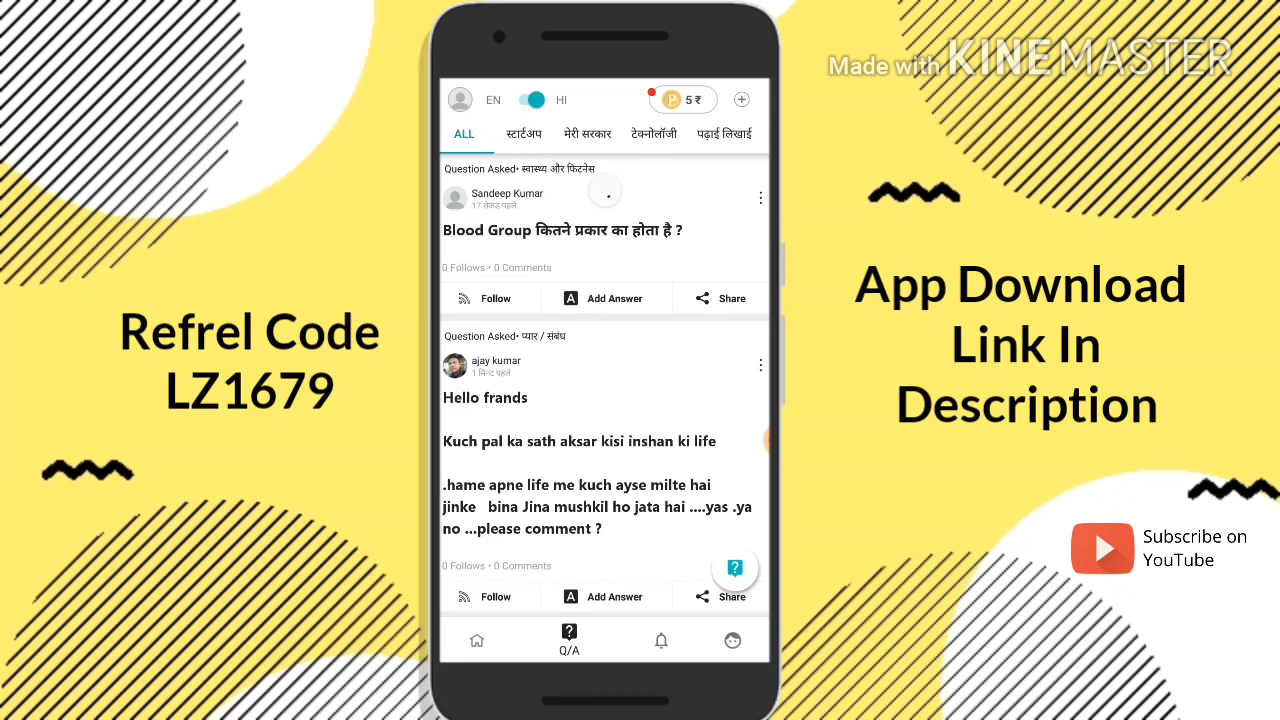 Made with KINEMASTER
Refrel Code
LZ1679
EN HI
P 5 ₹
ALL स्टार्टअप मेरी सरकार टेक्नोलॉजी पढ़ाई लिखाई
Question Asked• स्वास्थ्य और फिटनेस
Sandeep Kumar
17 सेकंड पहले
Blood Group कितने प्रकार का होता है ?
0 Follows • 0 Comments
Follow A Add Answer Share
Question Asked• प्यार / संबंध
ajay kumar
1 मिनट पहले
Hello frands
Kuch pal ka sath aksar kisi inshan ki life
.hame apne life me kuch ayse milte hai
jinke bina Jina mushkil ho jata hai ....yas .ya
no ...please comment ?
0 Follows • 0 Comments
Follow A Add Answer Share
Q/A
App Download
Link In
Description
Subscribe on
YouTube